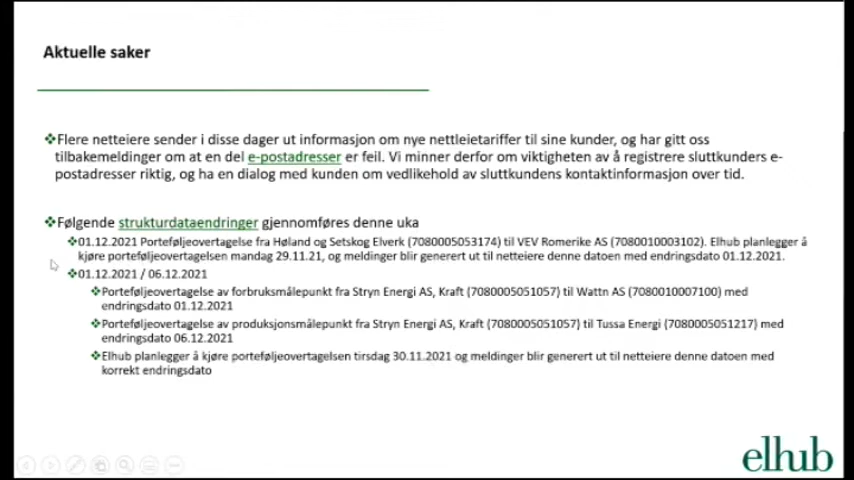 Aktuelle saker
❖Flere netteiere sender i disse dager ut informasjon om nye nettleietariffer til sine kunder, og har gitt oss
tilbakemeldinger om at en del e-postadresser er feil. Vi minner derfor om viktigheten av å registrere sluttkunders e-
postadresser riktig, og ha en dialog med kunden om vedlikehold av sluttkundens kontaktinformasjon over tid.
❖Følgende strukturdataendringer gjennomføres denne uka
❖01.12.2021 Porteføljeovertagelse fra Høland og Setskog Elverk (7080005053174) til VEV Romerike AS (7080010003102). Elhub planlegger å
kjøre porteføljeovertagelsen mandag 29.11.21, og meldinger blir generert ut til netteiere denne datoen med endringsdato 01.12.2021.
❖01.12.2021 / 06.12.2021
❖Porteføljeovertagelse av forbruksmålepunkt fra Stryn Energi AS, Kraft (7080005051057) til Wattn AS (7080010007100) med
endringsdato 01.12.2021
❖Porteføljeovertagelse av produksjonsmålepunkt fra Stryn Energi AS, Kraft (7080005051057) til Tussa Energi (7080005051217) med
endringsdato 06.12.2021
❖Elhub planlegger å kjøre porteføljeovertagelsen tirsdag 30.11.2021 og meldinger blir generert ut til netteiere denne datoen med
korrekt endringsdato
elhub